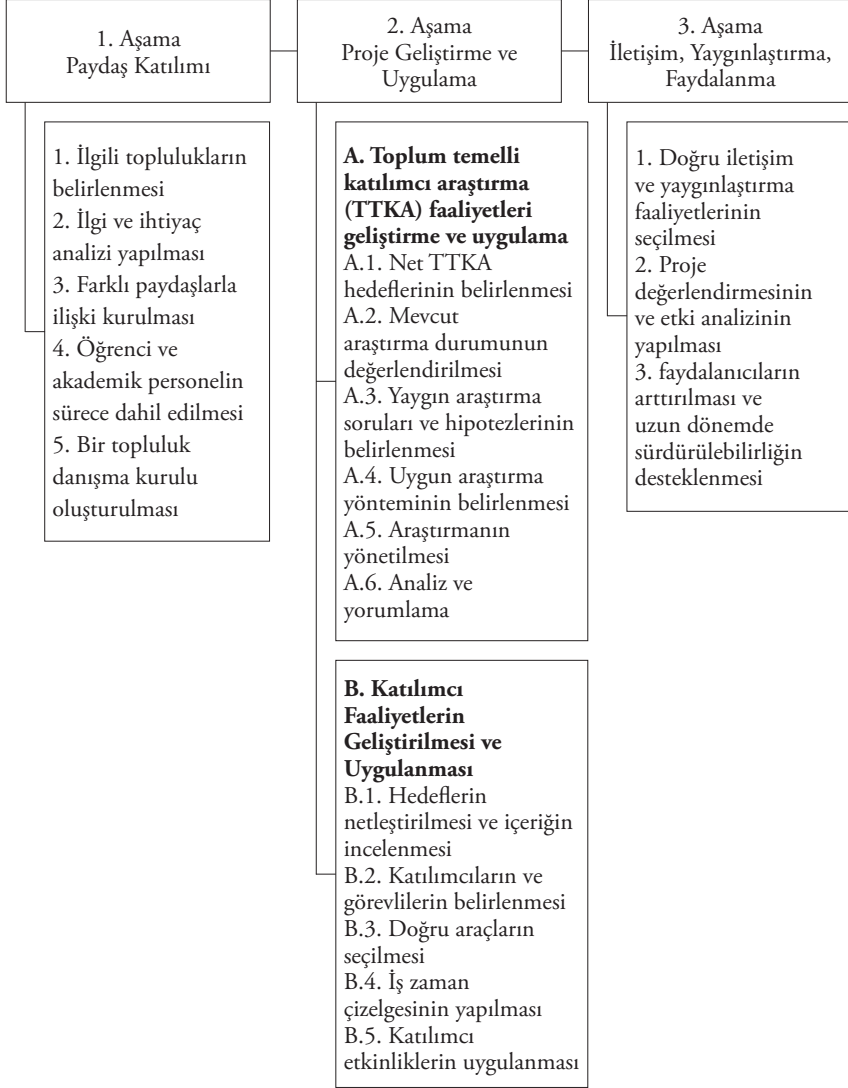 1. Aşama
Paydaş Katılımı
2. Aşama
Proje Geliştirme ve
Uygulama
3. Aşama
İletişim, Yaygınlaştırma,
Faydalanma
1. İlgili toplulukların
belirlenmesi
2. İlgi ve ihtiyaç
analizi yapılması
3. Farklı paydaşlarla
ilişki kurulması
4. Öğrenci ve
akademik personelin
sürece dahil edilmesi
5. Bir topluluk
danışma kurulu
oluşturulması
A. Toplum temelli
katılımcı araştırma
(TTKA) faaliyetleri
geliştirme ve uygulama
A.1. Net TTKA
hedeflerinin belirlenmesi
A.2. Mevcut
araştırma durumunun
değerlendirilmesi
A.3. Yaygın araştırma
soruları ve hipotezlerinin
belirlenmesi
A.4. Uygun araştırma
yönteminin belirlenmesi
A.5. Araştırmanın
yönetilmesi
A.6. Analiz ve
yorumlama
B. Katılımcı
Faaliyetlerin
Geliştirilmesi ve
Uygulanması
B.1. Hedeflerin
netleştirilmesi ve içeriğin
incelenmesi
B.2. Katılımcıların ve
görevlilerin belirlenmesi
B.3. Doğru araçların
seçilmesi
B.4. İş zaman
çizelgesinin yapılması
B.5. Katılımcı
etkinliklerin uygulanması
1. Doğru iletişim
ve yaygınlaştırma
faaliyetlerinin
seçilmesi
2. Proje
değerlendirmesinin
ve etki analizinin
yapılması
3. faydalanıcıların
arttırılması ve
uzun dönemde
sürdürülebilirliğin
desteklenmesi